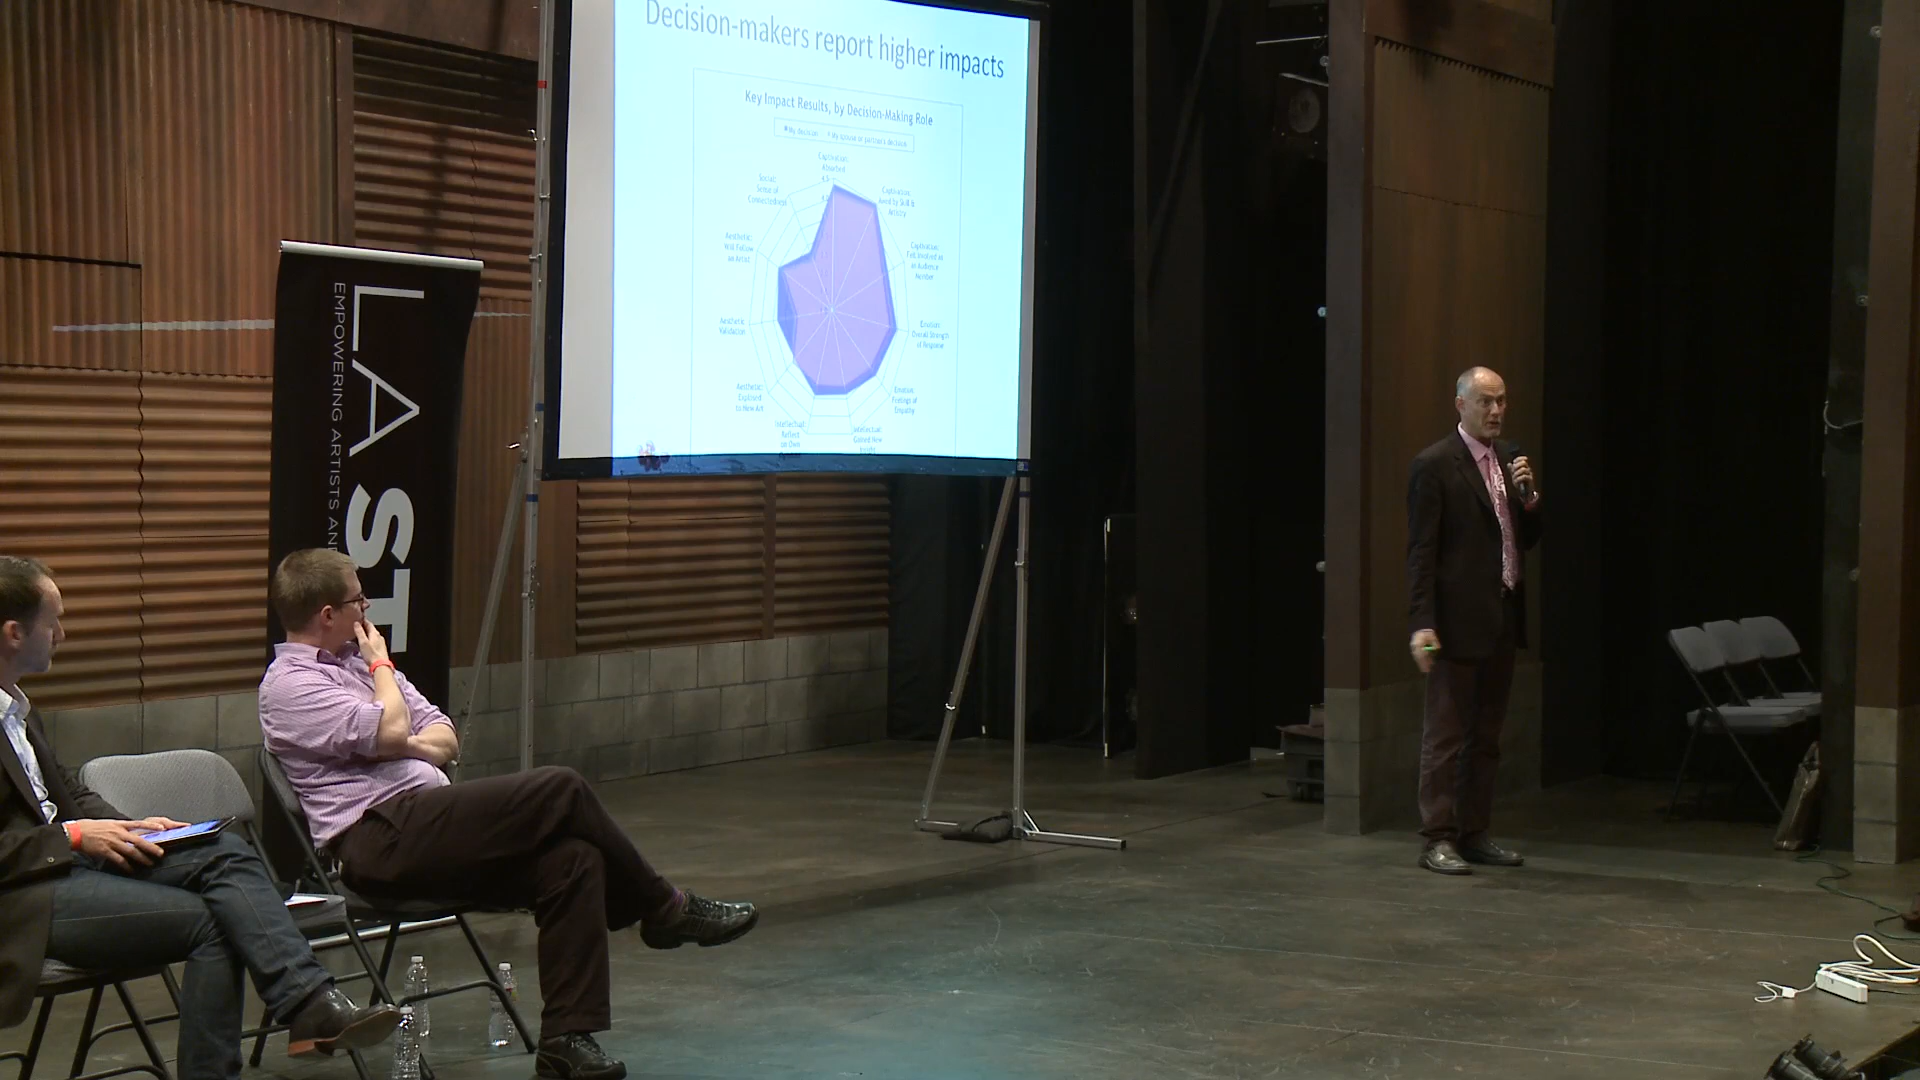 Decision-makers report higher impacts
Key Impact Results, by Decision-Making Role
My decision My spouse or partner's decision
Captivation:
Absorbed
Captivation:
Awed by Skill &
Artistry
Captivation:
Felt Involved as
an Audience
Member
Emotion:
Overall Strength
of Response
Emotion:
Feelings of
Empathy
Intellectual:
Gained New
Intellectual:
Reflect
on Own
Aesthetic:
Exposed
to New Art
Aesthetic:
Validation
Aesthetic:
Will Follow
an Artist
Social:
Sense of
Connectedness
LA ST
EMPOWERING ARTISTS AN